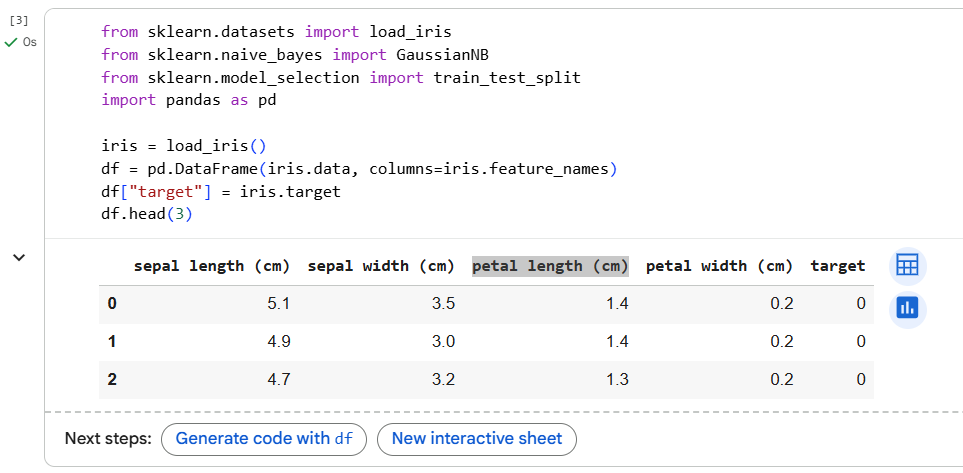 [3]
0s
from sklearn.datasets import load_iris
from sklearn.naive_bayes import GaussianNB
from sklearn.model_selection import train_test_split
import pandas as pd
iris = load_iris()
df = pd.DataFrame(iris.data, columns=iris.feature_names)
df["target"] = iris.target
df.head(3)
sepal length (cm) sepal width (cm) petal length (cm) petal width (cm) target
0 5.1 3.5 1.4 0.2 0
1 4.9 3.0 1.4 0.2 0
2 4.7 3.2 1.3 0.2 0
Next steps: Generate code with df New interactive sheet